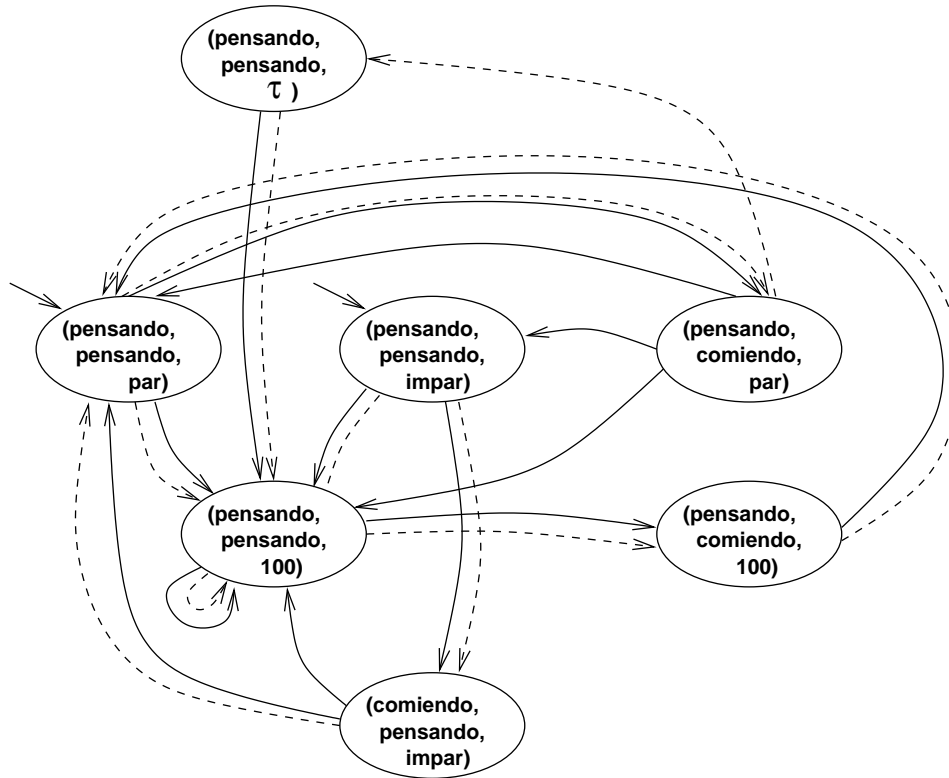 (pensando,
pensando,
τ )
(pensando,
pensando,
par)
(pensando,
pensando,
impar)
(pensando,
comiendo,
par)
(pensando,
pensando,
100)
(pensando,
comiendo,
100)
(comiendo,
pensando,
impar)